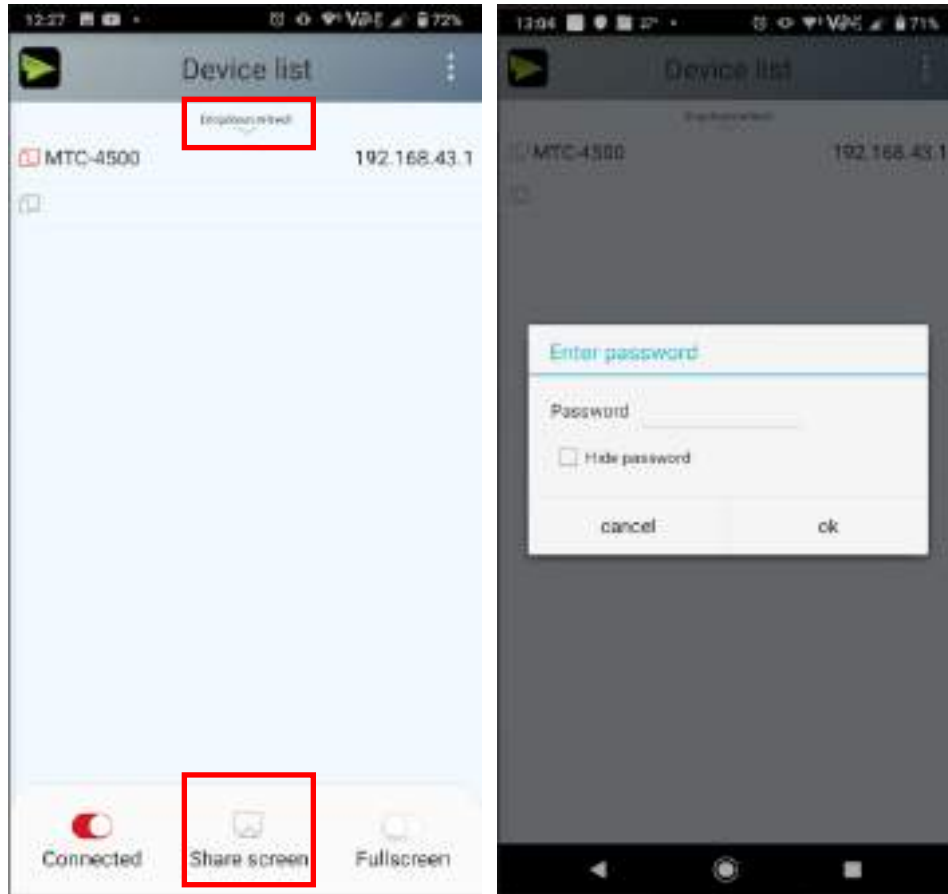 12:27
72%
Device list
MTC-4500
192.168.43.1
Connected
Share screen
Fullscreen
13:04
71%
Device list
MTC-4500
192.168.43.1
Enter password
Password
Hide password
cancel
ok